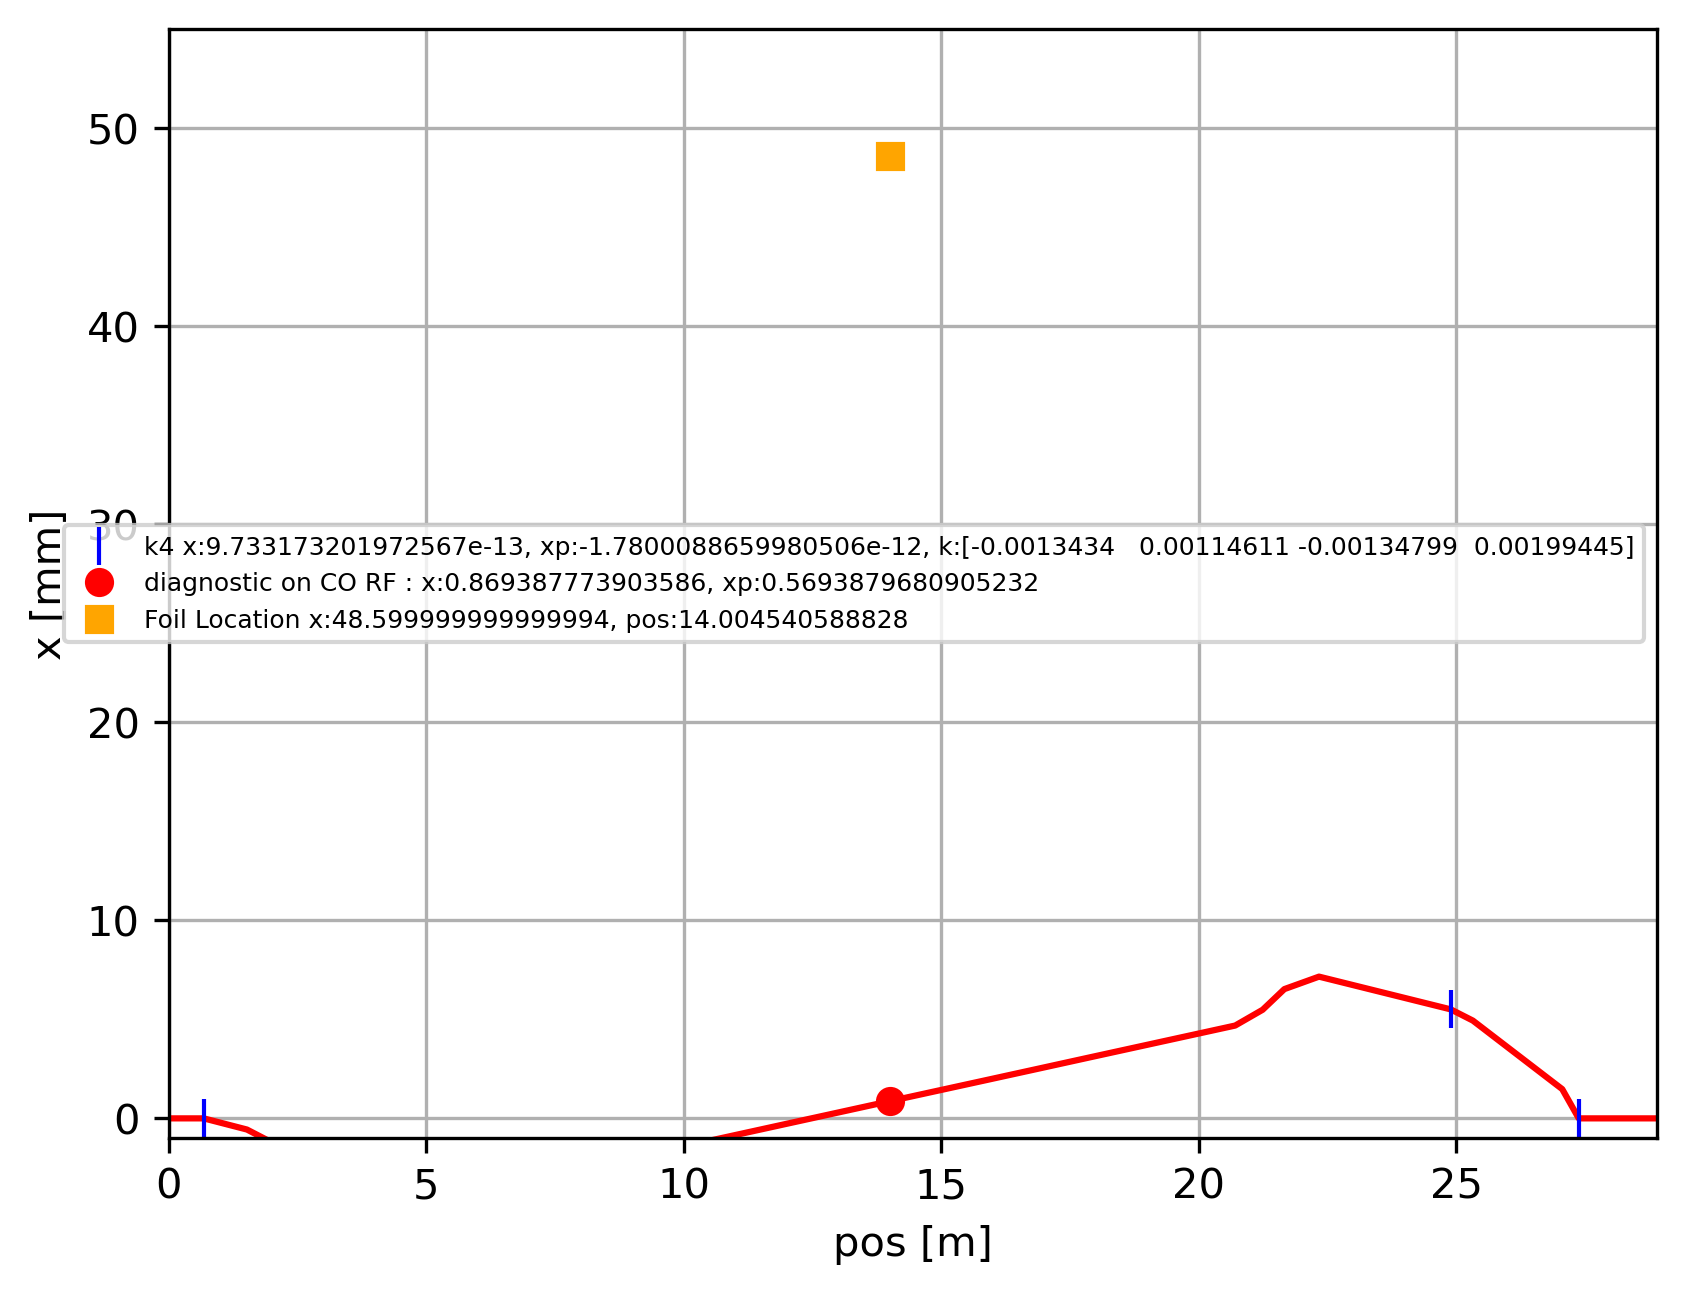 50
40
30
k4 x:9.733173201972567e-13, xp:-1.7800088659980506e-12, k:[-0.0013434   0.00114611 -0.00134799  0.00199445]
diagnostic on CO RF : x:0.869387773903586, xp:0.5693879680905232
Foil Location x:48.599999999999994, pos:14.004540588828
x [mm]
20
10
0
0 5 10 15 20 25
pos [m]